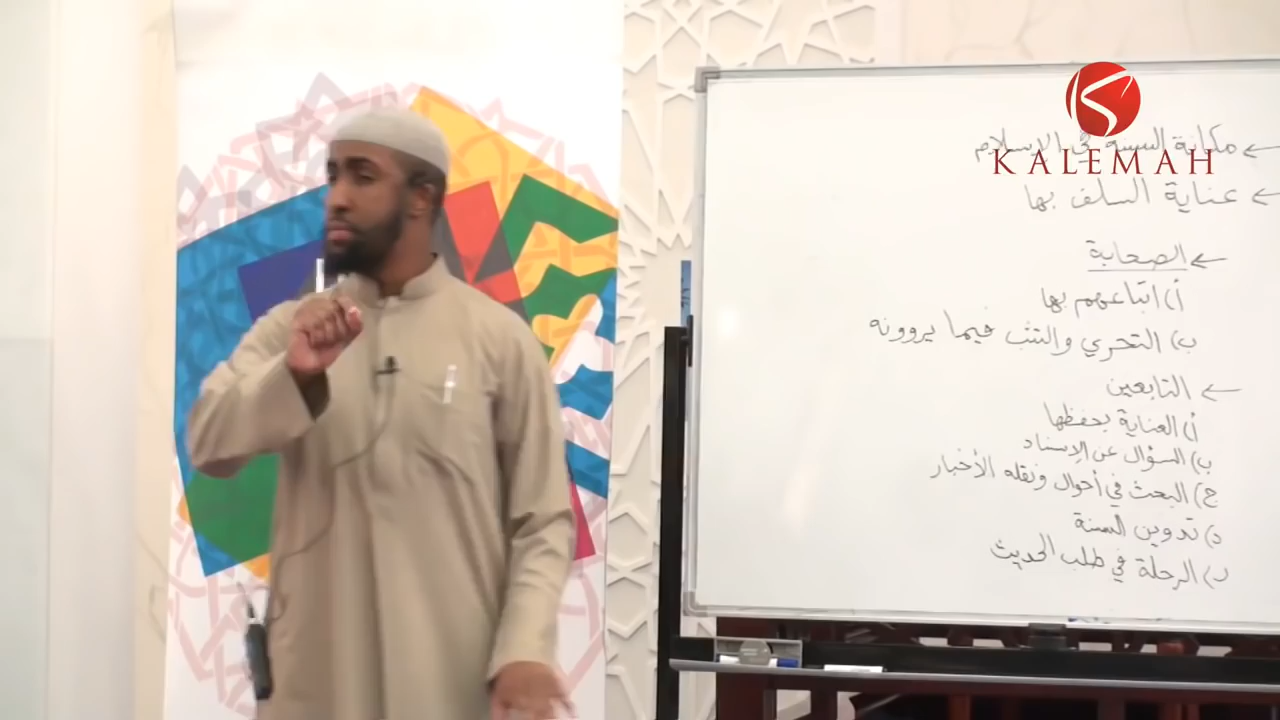 KALEMAH
← مكانة السنة في الإسلام
← عناية السلف بها
← الصحابة
أ) اتباعهم بها
ب) التحري والتثبت فيما يروونه
← التابعين
أ) العناية بحفظها
ب) السؤال عن الإسناد
ج) البحث في أحوال ونقله الأخبار
د) تدوين السنة
ر) الرحلة في طلب الحديث